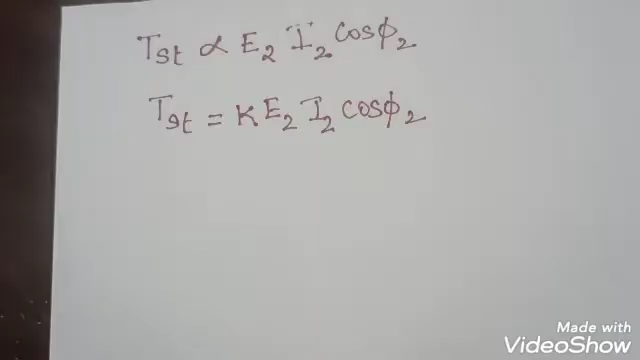 Tst ∝ E₂ I₂ cosϕ₂
Tst = K E₂ I₂ cosϕ₂
Made with
VideoShow